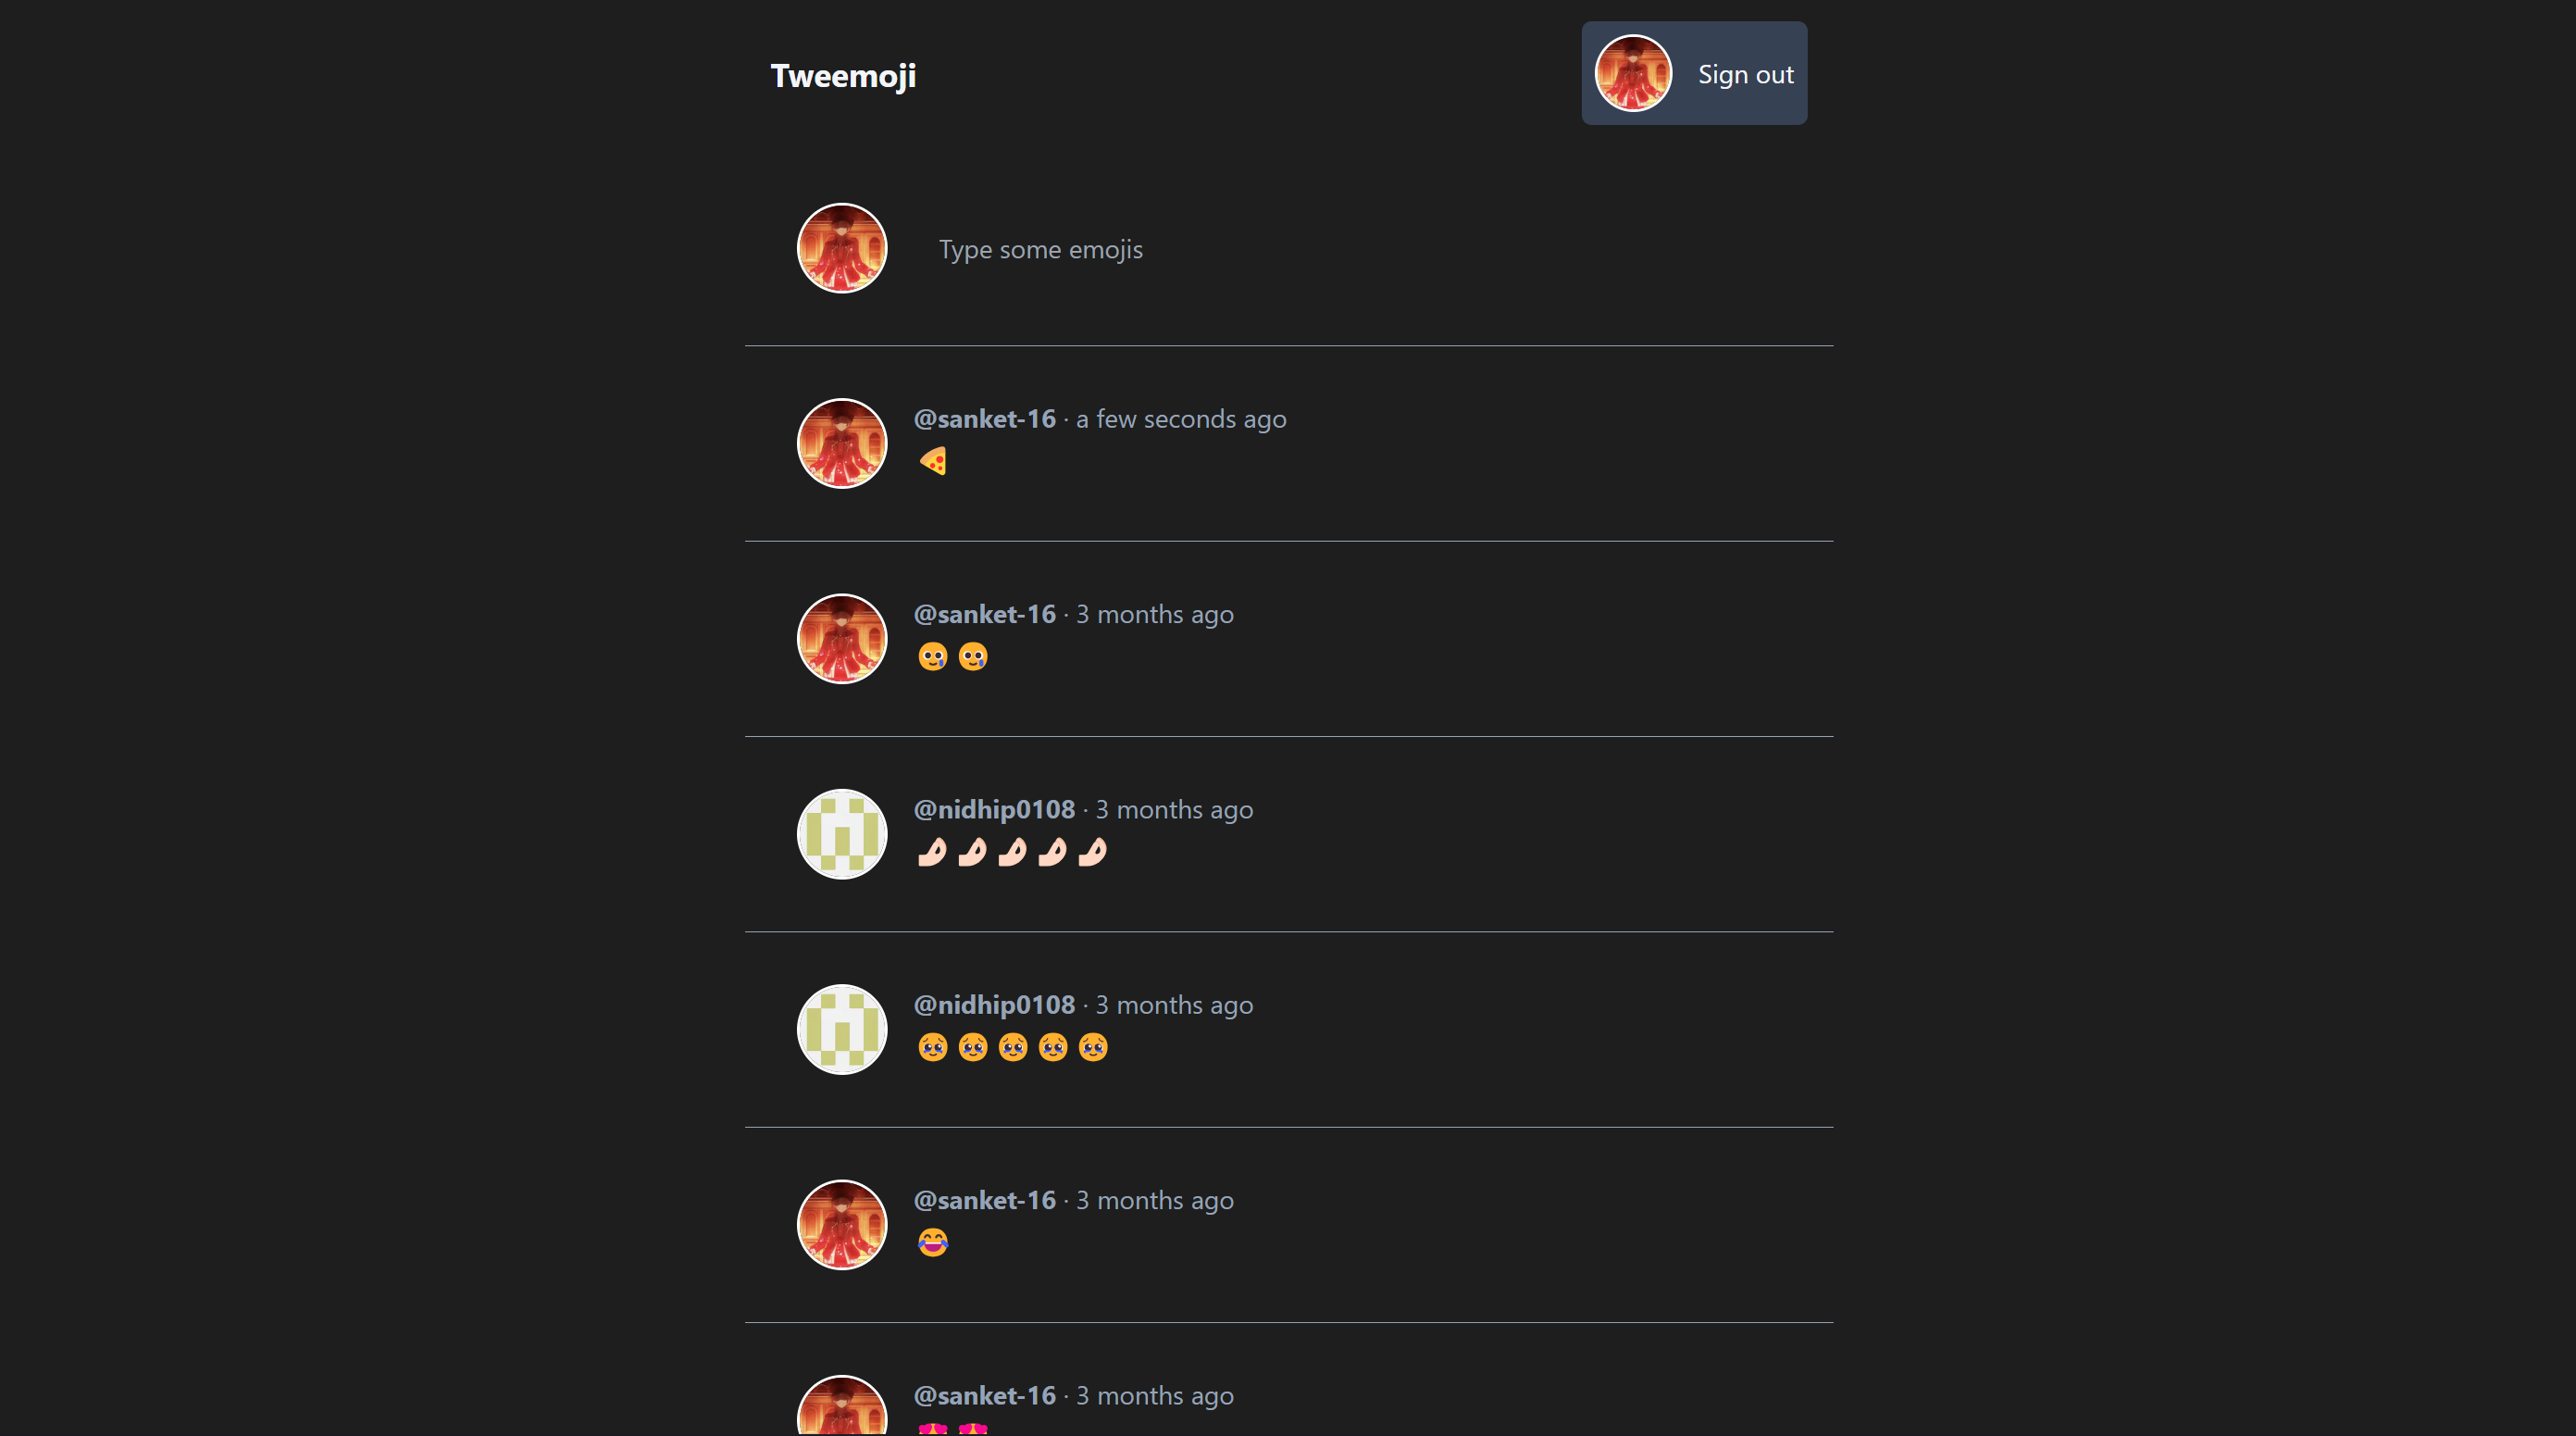 Tweemoji
Sign out
Type some emojis
@sanket-16 · a few seconds ago
🍕
@sanket-16 · 3 months ago
🥲 🥲
@nidhip0108 · 3 months ago
🤌🏻 🤌🏻 🤌🏻 🤌🏻 🤌🏻
@nidhip0108 · 3 months ago
🥹 🥹 🥹 🥹 🥹
@sanket-16 · 3 months ago
😂
@sanket-16 · 3 months ago
😍 😍